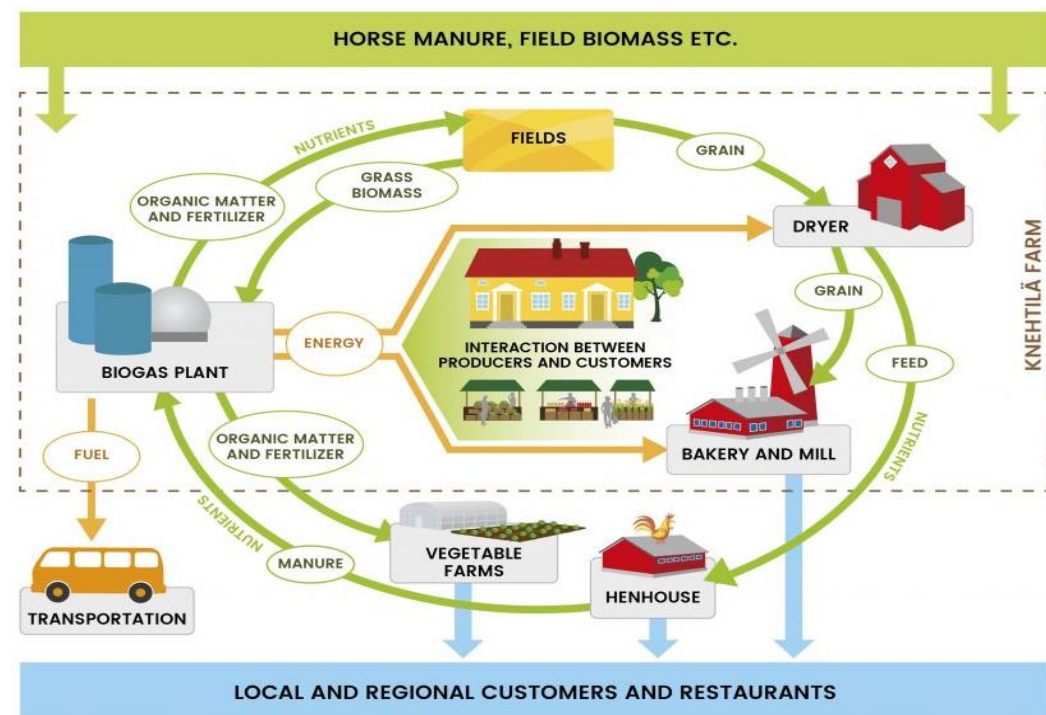 HORSE MANURE, FIELD BIOMASS ETC.
NUTRIENTS
FIELDS
GRAIN
GRASS
BIOMASS
ORGANIC MATTER
AND FERTILIZER
DRYER
KNEHTILÄ FARM
GRAIN
ENERGY
INTERACTION BETWEEN
PRODUCERS AND CUSTOMERS
BIOGAS PLANT
FEED
NUTRIENTS
ORGANIC MATTER
AND FERTILIZER
FUEL
BAKERY AND MILL
NUTRIENTS
MANURE
VEGETABLE
FARMS
HENHOUSE
TRANSPORTATION
LOCAL AND REGIONAL CUSTOMERS AND RESTAURANTS